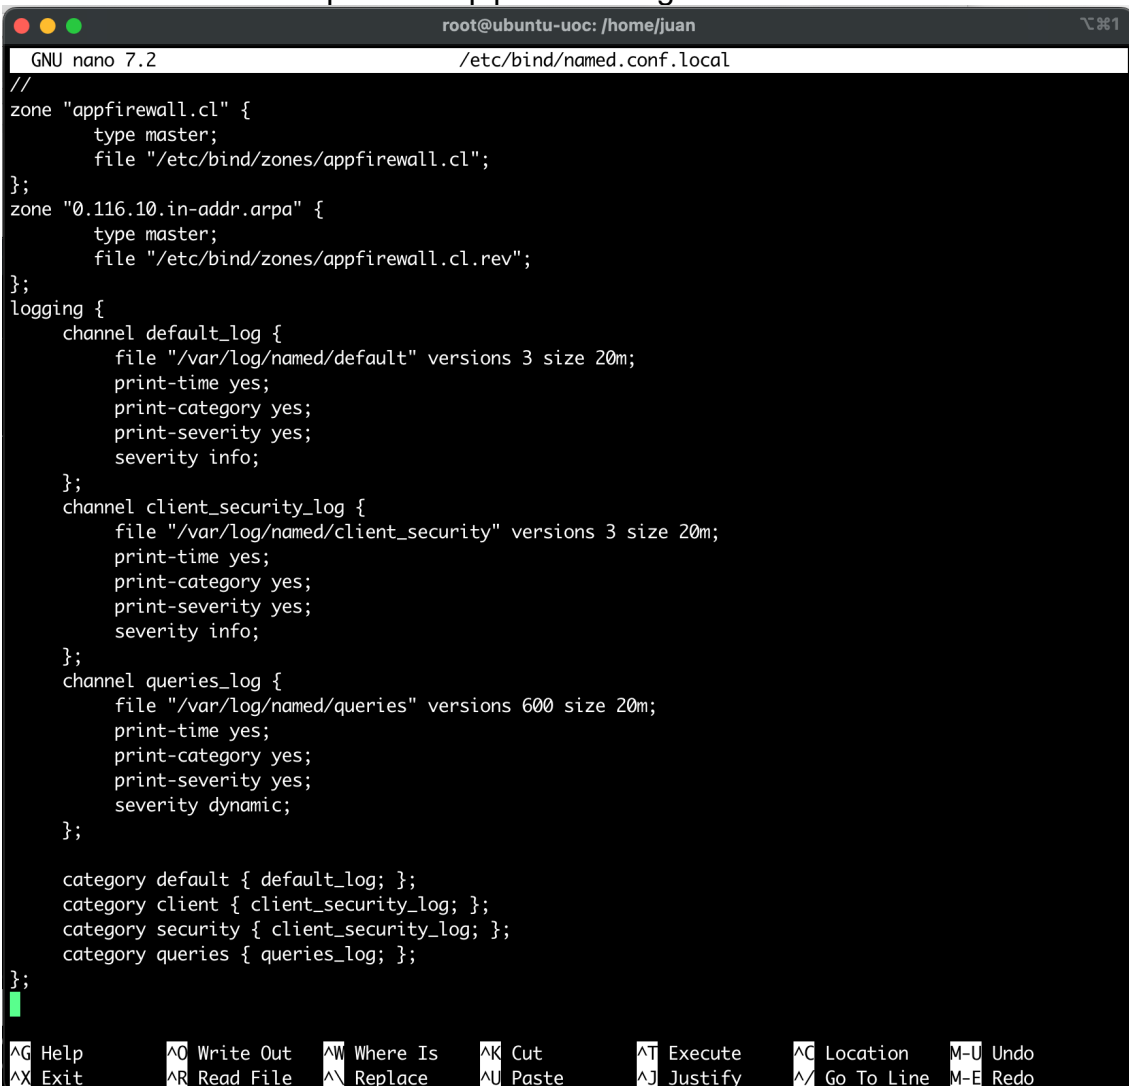 root@ubuntu-uoc: /home/juan ⌥⌘1
GNU nano 7.2 /etc/bind/named.conf.local
//
zone "appfirewall.cl" {
        type master;
        file "/etc/bind/zones/appfirewall.cl";
};
zone "0.116.10.in-addr.arpa" {
        type master;
        file "/etc/bind/zones/appfirewall.cl.rev";
};
logging {
     channel default_log {
          file "/var/log/named/default" versions 3 size 20m;
          print-time yes;
          print-category yes;
          print-severity yes;
          severity info;
     };
     channel client_security_log {
          file "/var/log/named/client_security" versions 3 size 20m;
          print-time yes;
          print-category yes;
          print-severity yes;
          severity info;
     };
     channel queries_log {
          file "/var/log/named/queries" versions 600 size 20m;
          print-time yes;
          print-category yes;
          print-severity yes;
          severity dynamic;
     };

     category default { default_log; };
     category client { client_security_log; };
     category security { client_security_log; };
     category queries { queries_log; };
};
^G Help ^O Write Out ^W Where Is ^K Cut ^T Execute ^C Location M-U Undo
^X Exit ^R Read File ^\ Replace ^U Paste ^J Justify ^/ Go To Line M-E Redo